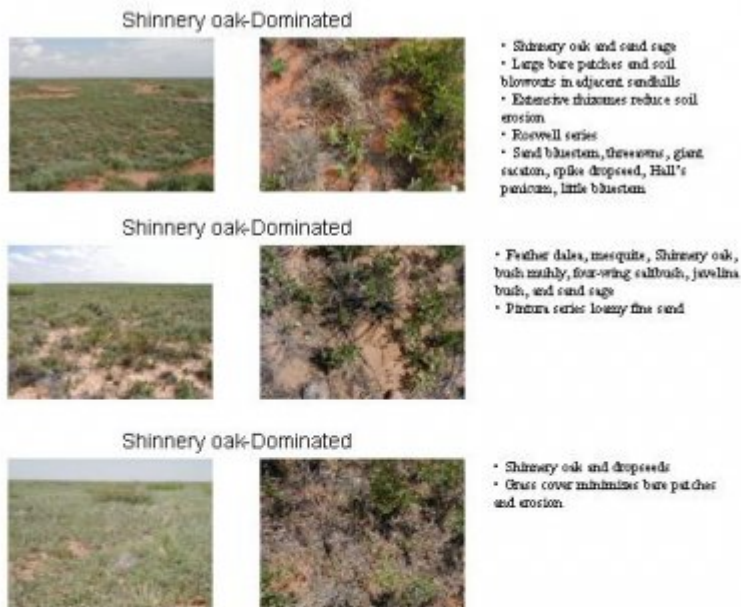 Shinnery oak-Dominated
• Shinnery oak and sand sage
• Large bare patches and soil
blowouts in adjacent sandhills
• Extensive rhizomes reduce soil
erosion
• Roswell series
• Sand bluestem, threeawns, giant
sacaton, spike dropseed, Hall's
panicum, little bluestem
Shinnery oak-Dominated
• Feather dalea, mesquite, Shinnery oak,
bush muhly, four-wing saltbush, javelina
bush, and sand sage
• Pintura series loamy fine sand
Shinnery oak-Dominated
• Shinnery oak and dropseeds
• Grass cover minimizes bare patches
and erosion